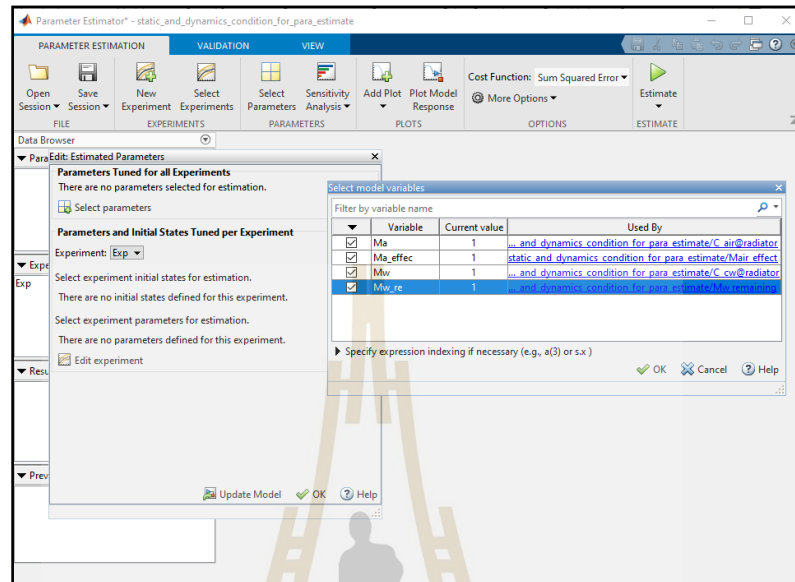 Parameter Estimator* - static_and_dynamics_condition_for_para_estimate
PARAMETER ESTIMATION VALIDATION VIEW
Open Session Save Session New Experiment Select Experiments Select Parameters Sensitivity Analysis Add Plot Plot Model Response Cost Function: Sum Squared Error More Options Estimate
FILE EXPERIMENTS PARAMETERS PLOTS OPTIONS ESTIMATE
Data Browser
Para
Edit: Estimated Parameters
Parameters Tuned for all Experiments
There are no parameters selected for estimation.
Select parameters
Parameters and Initial States Tuned per Experiment
Experiment: Exp
Select experiment initial states for estimation.
There are no initial states defined for this experiment.
Select experiment parameters for estimation.
There are no parameters defined for this experiment.
Edit experiment
Update Model OK Help
Expe
Exp
Resu
Prev
Select model variables
Filter by variable name
Variable Current value Used By
Ma 1 ... and dynamics condition for para estimate/C air@radiator
Ma_effec 1 static and dynamics condition for para estimate/Mair effect
Mw 1 ... and dynamics condition for para estimate/C cw@radiator
Mw_re 1 ... and dynamics condition for para estimate/Mw remaining
Specify expression indexing if necessary (e.g., a(3) or s.x )
OK Cancel Help